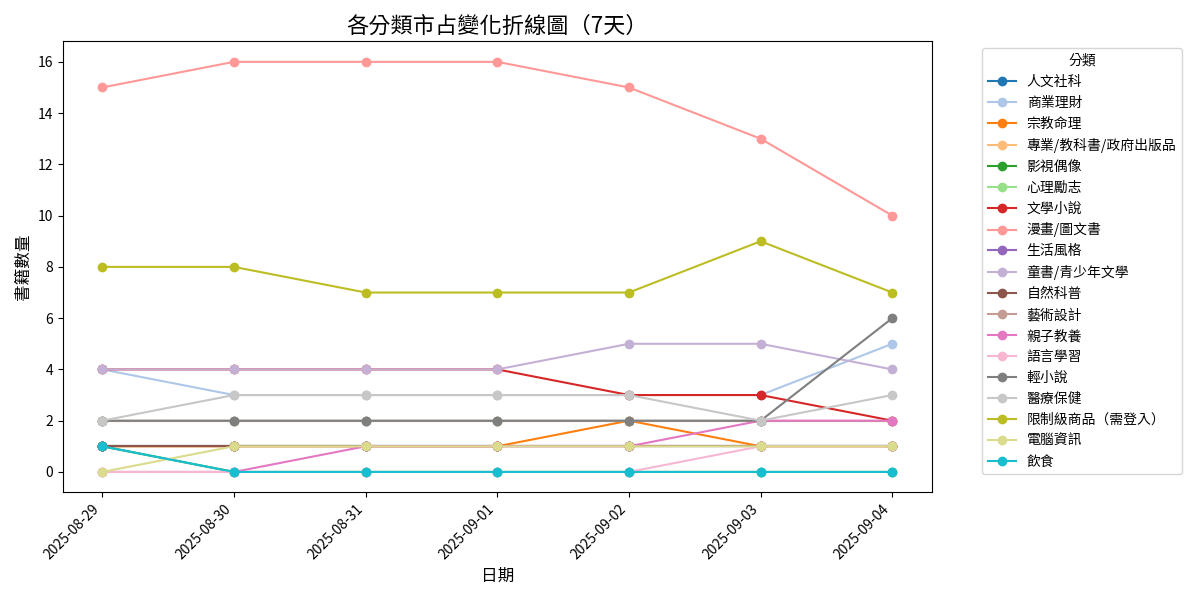 各分類市占變化折線圖（7天）
書籍數量
16
14
12
10
8
6
4
2
0
2025-08-29
2025-08-30
2025-08-31
2025-09-01
2025-09-02
2025-09-03
2025-09-04
日期
分類
人文社科
商業理財
宗教命理
專業/教科書/政府出版品
影視偶像
心理勵志
文學小說
漫畫/圖文書
生活風格
童書/青少年文學
自然科普
藝術設計
親子教養
語言學習
輕小說
醫療保健
限制級商品（需登入）
電腦資訊
飲食